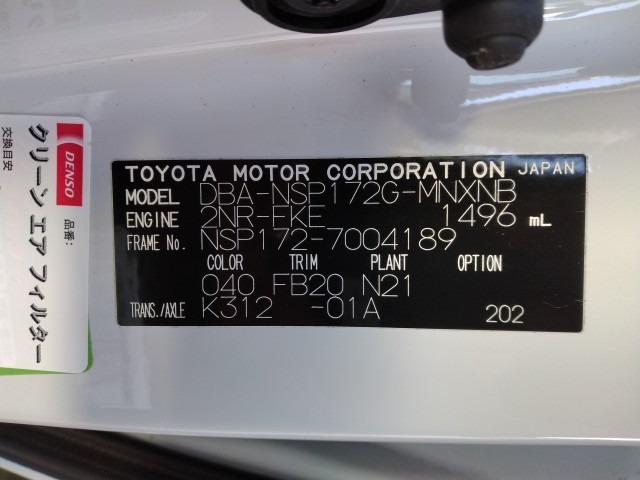 TOYOTA MOTOR CORPORATION JAPAN
MODEL DBA-NSP172G-MNXNB
ENGINE 2NR-FKE 1496 mL
FRAME No. NSP172-7004189
COLOR TRIM PLANT OPTION
040 FB20 N21
TRANS./AXLE K312 -01A 202
DENSO
品番:
クリーン エア フィルター
交換目安